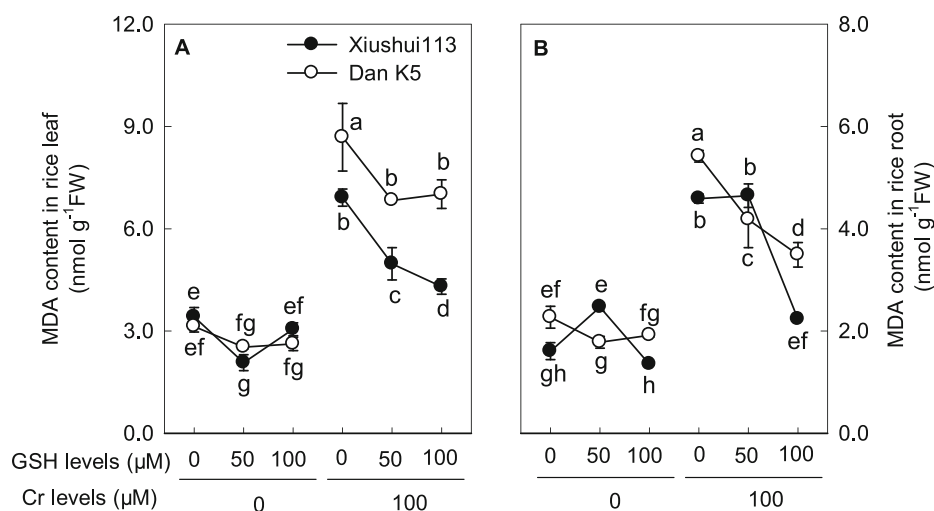 12.0
9.0
6.0
3.0
0.0
MDA content in rice leaf
(nmol g⁻¹FW)
A
Xiushui113
Dan K5
e
ef
fg
g
ef
fg
a
b
b
c
b
d
B
ef
gh
e
g
fg
h
a
b
b
c
d
ef
8.0
6.0
4.0
2.0
0.0
MDA content in rice root
(nmol g⁻¹FW)
GSH levels (µM) 0 50 100 0 50 100 0 50 100 0 50 100
Cr levels (µM) 0 100 0 100